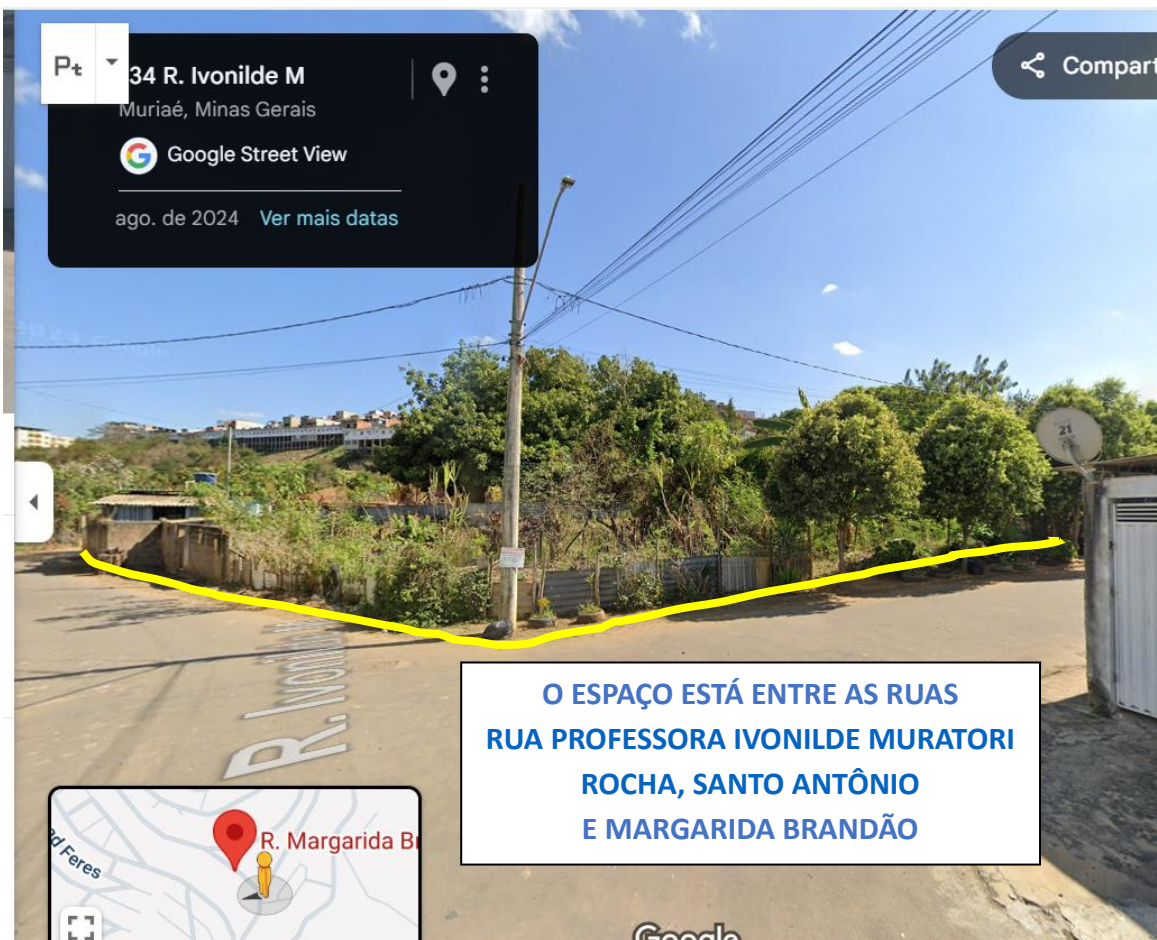 Pt
34 R. Ivonilde M
Muriaé, Minas Gerais
Google Street View
ago. de 2024 Ver mais datas
Compart
21
R. Ivonilde M
O ESPAÇO ESTÁ ENTRE AS RUAS
RUA PROFESSORA IVONILDE MURATORI
ROCHA, SANTO ANTÔNIO
E MARGARIDA BRANDÃO
R. Margarida B
Feres
Google